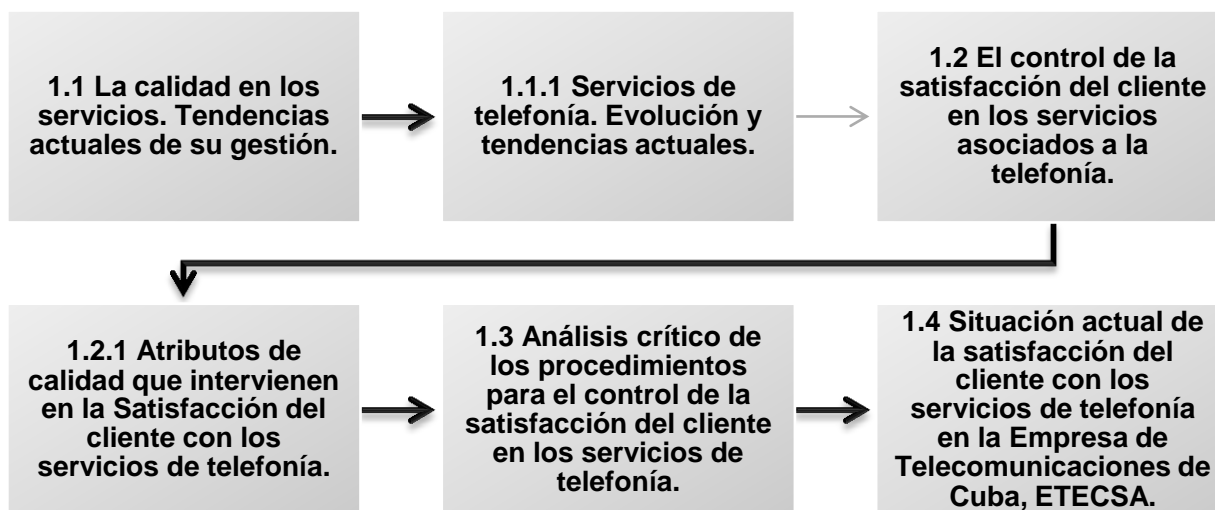 1.1 La calidad en los
servicios. Tendencias
actuales de su gestión.
1.1.1 Servicios de
telefonía. Evolución y
tendencias actuales.
1.2 El control de la
satisfacción del cliente
en los servicios
asociados a la
telefonía.
1.2.1 Atributos de
calidad que intervienen
en la Satisfacción del
cliente con los
servicios de telefonía.
1.3 Análisis crítico de
los procedimientos
para el control de la
satisfacción del cliente
en los servicios de
telefonía.
1.4 Situación actual de
la satisfacción del
cliente con los
servicios de telefonía
en la Empresa de
Telecomunicaciones de
Cuba, ETECSA.